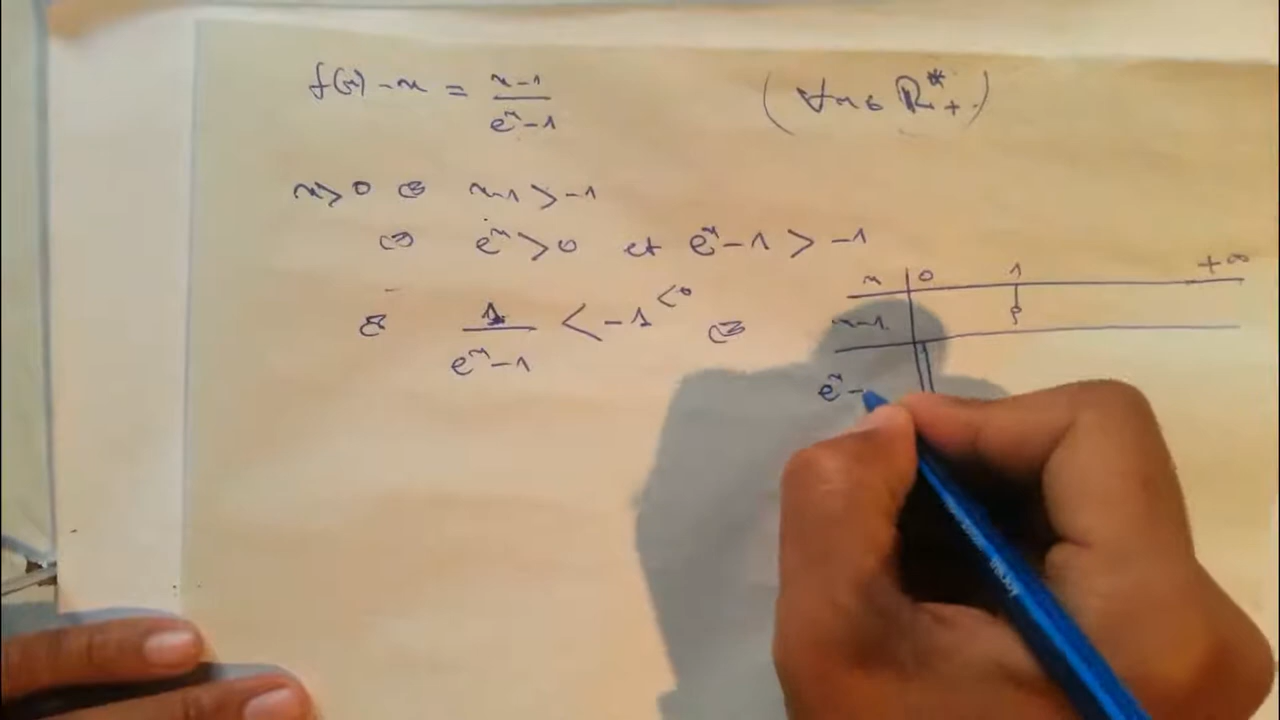 f(x) - x = x-1 / e^x - 1 (∀x∈ℝ*₊)
x > 0 ⇔ x-1 > -1
⇔ e^x > 0 et e^x - 1 > -1
⇔ 1 / e^x - 1 < -1 < 0 ⇔
x 0 1 +∞
x-1
e^x -